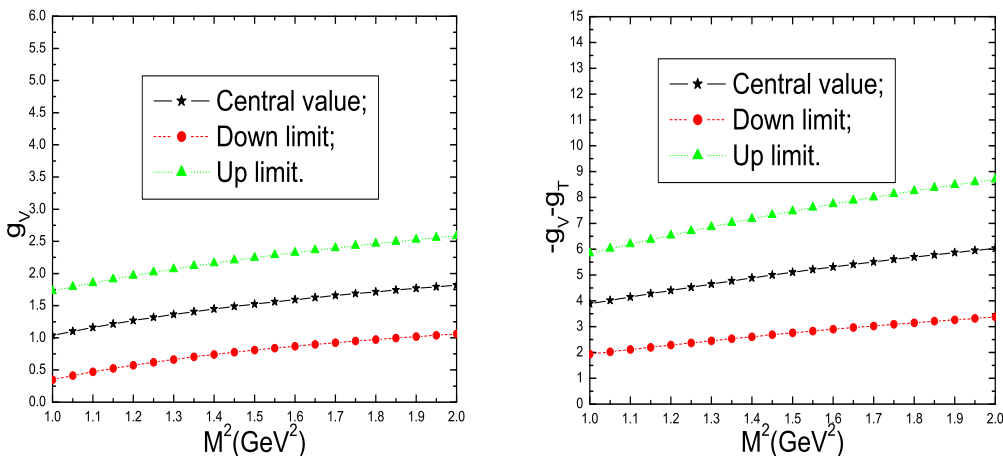 6.0
5.5
5.0
4.5
4.0
3.5
3.0
2.5
2.0
1.5
1.0
0.5
0.0
g_V
Central value;
Down limit;
Up limit.
1.0 1.1 1.2 1.3 1.4 1.5 1.6 1.7 1.8 1.9 2.0
M²(GeV²)
15
14
13
12
11
10
9
8
7
6
5
4
3
2
1
0
-g_V-g_T
Central value;
Down limit;
Up limit.
1.0 1.1 1.2 1.3 1.4 1.5 1.6 1.7 1.8 1.9 2.0
M²(GeV²)